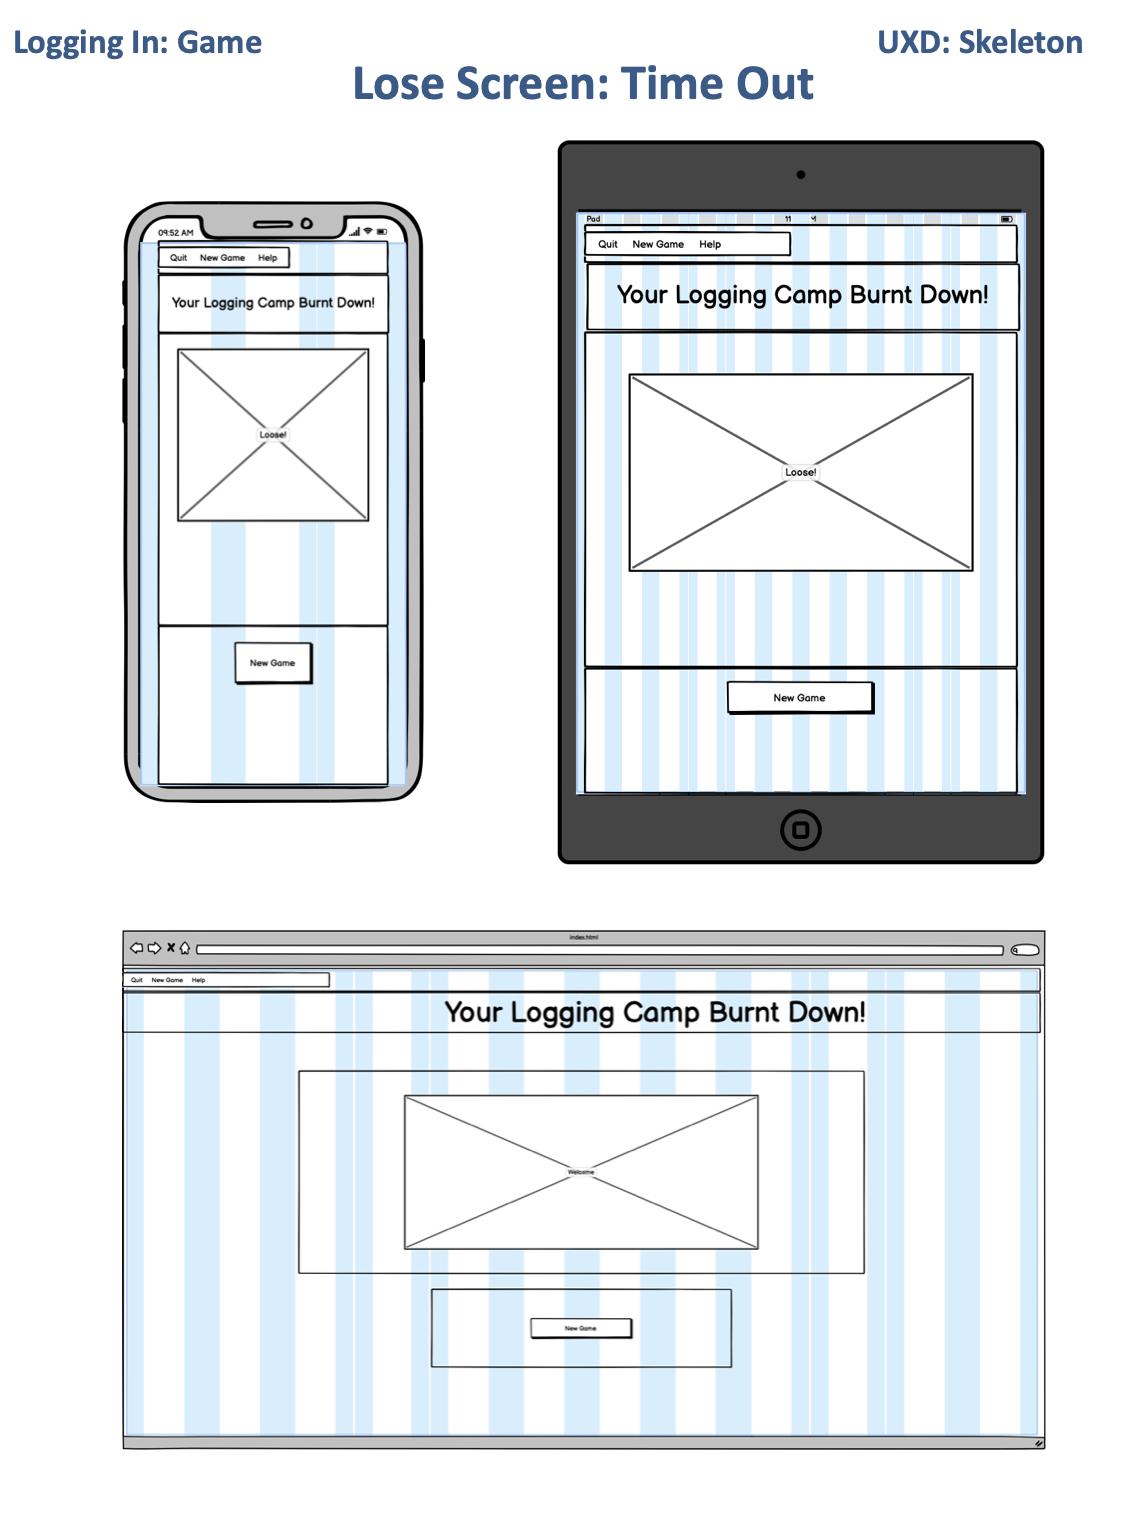 Logging In: Game
UXD: Skeleton
Lose Screen: Time Out
09:52 AM
Quit New Game Help
Your Logging Camp Burnt Down!
Loose!
New Game
Pad
11
Quit New Game Help
Your Logging Camp Burnt Down!
Loose!
New Game
index.html
Quit New Game Help
Your Logging Camp Burnt Down!
Welcome
New Game